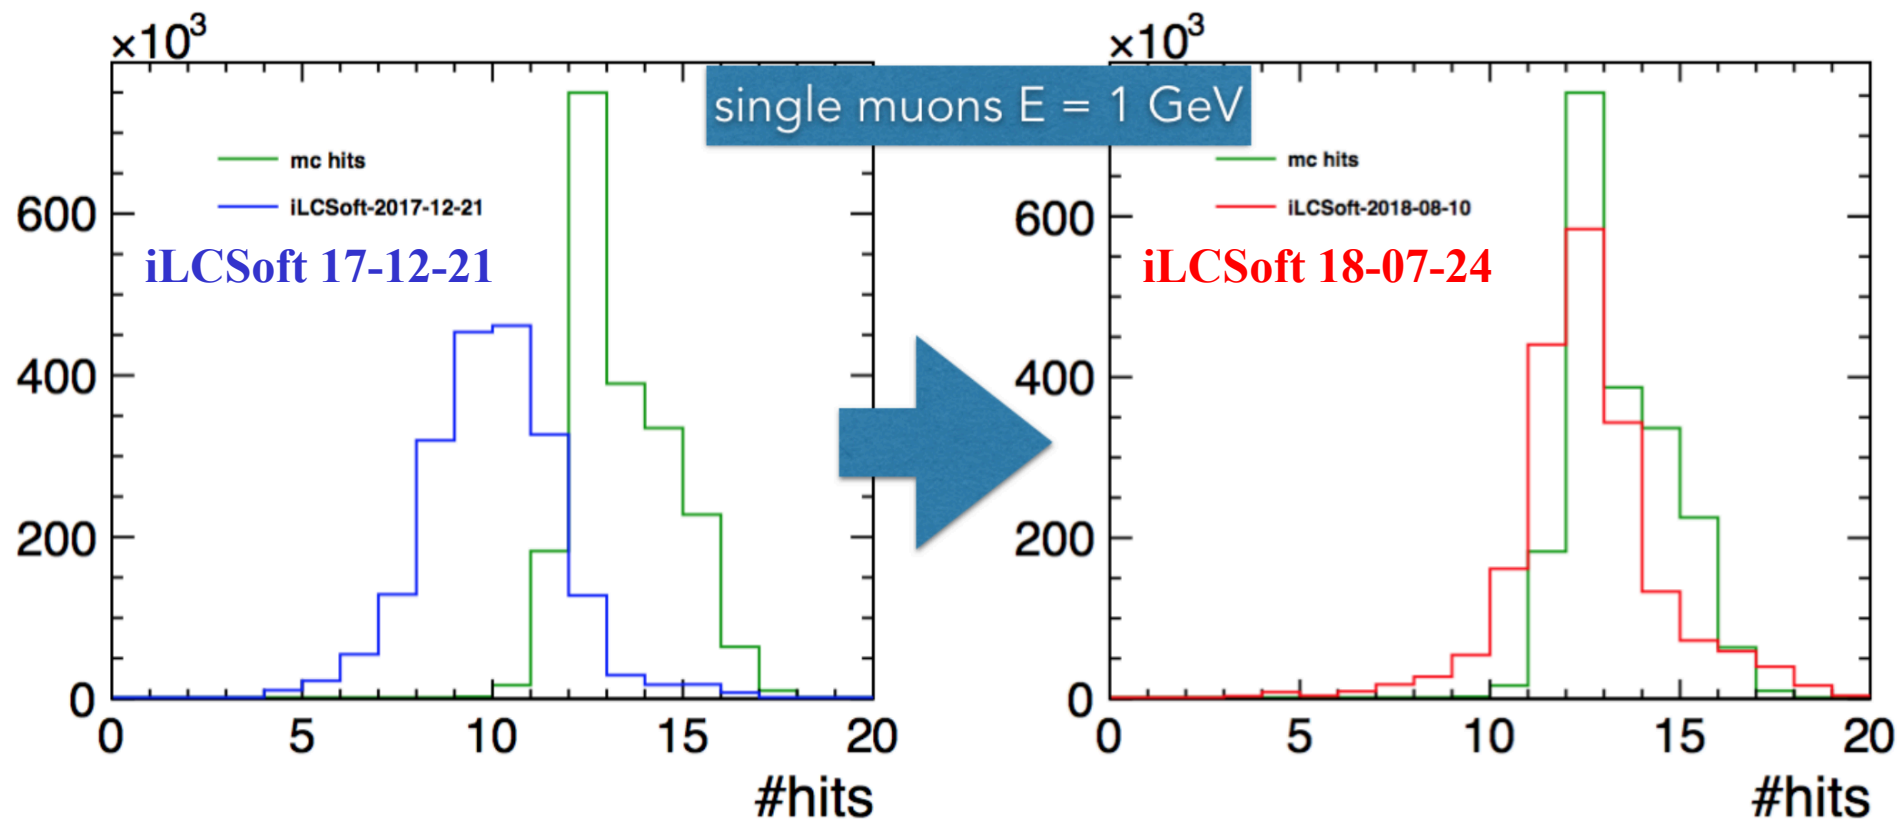 ×10³
single muons E = 1 GeV
mc hits
iLCSoft-2017-12-21
iLCSoft 17-12-21
600
400
200
0
0 5 10 15 20
#hits
×10³
mc hits
iLCSoft-2018-08-10
iLCSoft 18-07-24
600
400
200
0
0 5 10 15 20
#hits